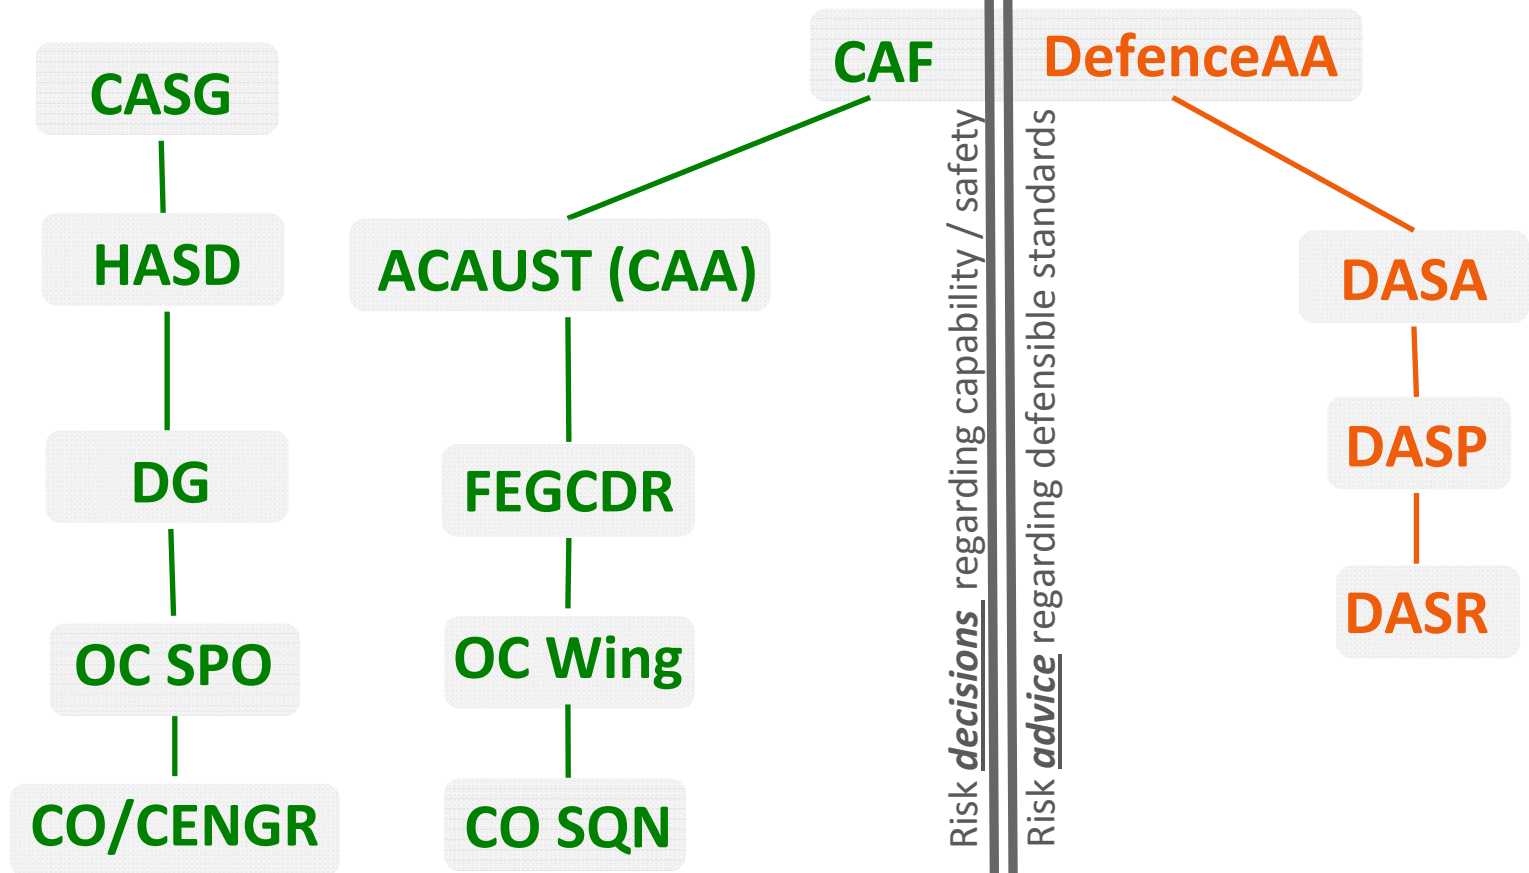 CASG
HASD
DG
OC SPO
CO/CENGR
CAF
ACAUST (CAA)
FEGCDR
OC Wing
CO SQN
Risk decisions regarding capability / safety
Risk advice regarding defensible standards
DefenceAA
DASA
DASP
DASR